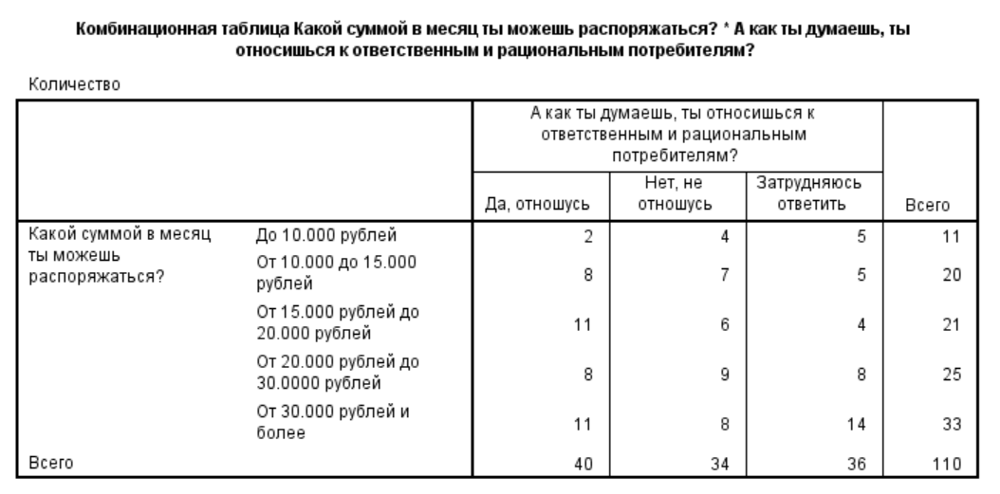 Комбинационная таблица Какой суммой в месяц ты можешь распоряжаться? * А как ты думаешь, ты
относишься к ответственным и рациональным потребителям?
Количество
А как ты думаешь, ты относишься к
ответственным и рациональным
потребителям?
Да, отношусь
Нет, не
отношусь
Затрудняюсь
ответить
Всего
Какой суммой в месяц
ты можешь
распоряжаться?
До 10.000 рублей 2 4 5 11
От 10.000 до 15.000
рублей 8 7 5 20
От 15.000 рублей до
20.000 рублей 11 6 4 21
От 20.000 рублей до
30.0000 рублей 8 9 8 25
От 30.000 рублей и
более 11 8 14 33
Всего 40 34 36 110